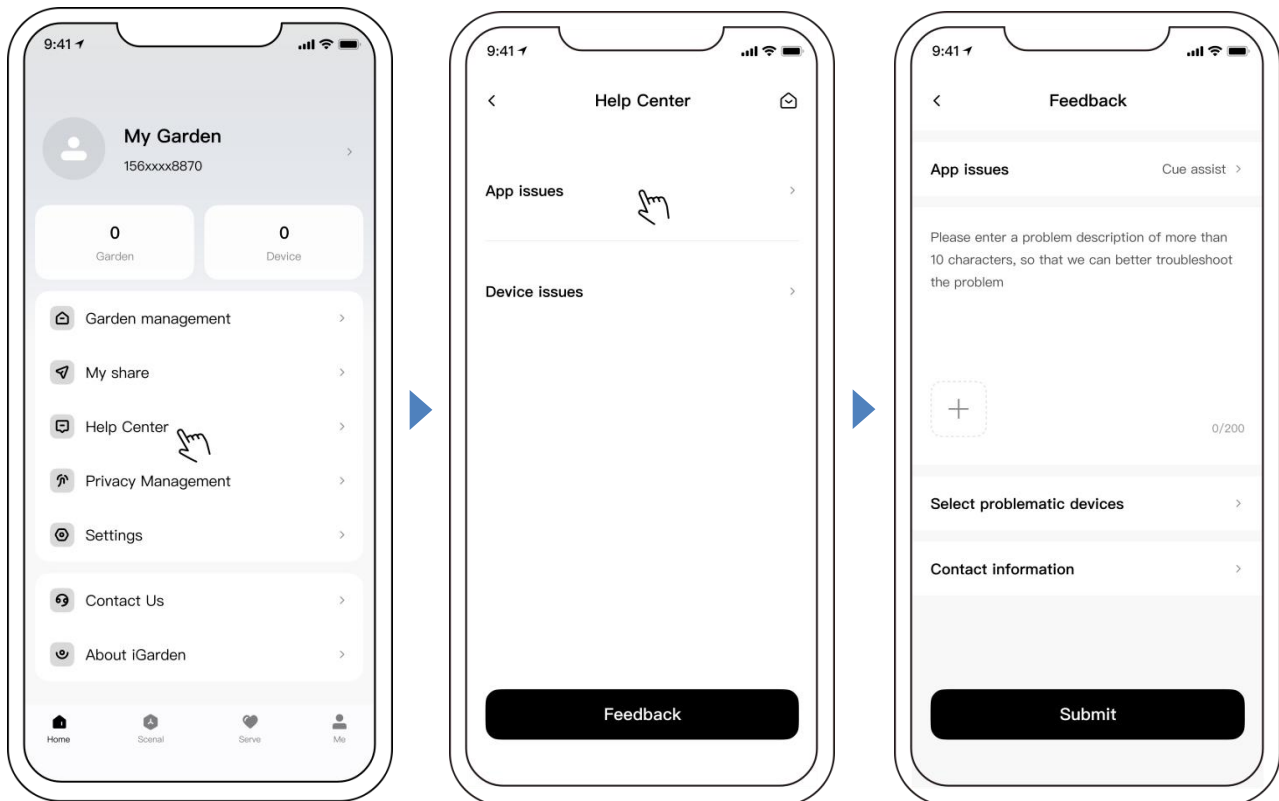 9:41
My Garden
156xxxx8870
0
Garden
0
Device
Garden management
My share
Help Center
Privacy Management
Settings
Contact Us
About iGarden
Home
Scenal
Serve
Me
9:41
Help Center
App issues
Device issues
Feedback
9:41
Feedback
App issues
Cue assist
Please enter a problem description of more than
10 characters, so that we can better troubleshoot
the problem
0/200
Select problematic devices
Contact information
Submit